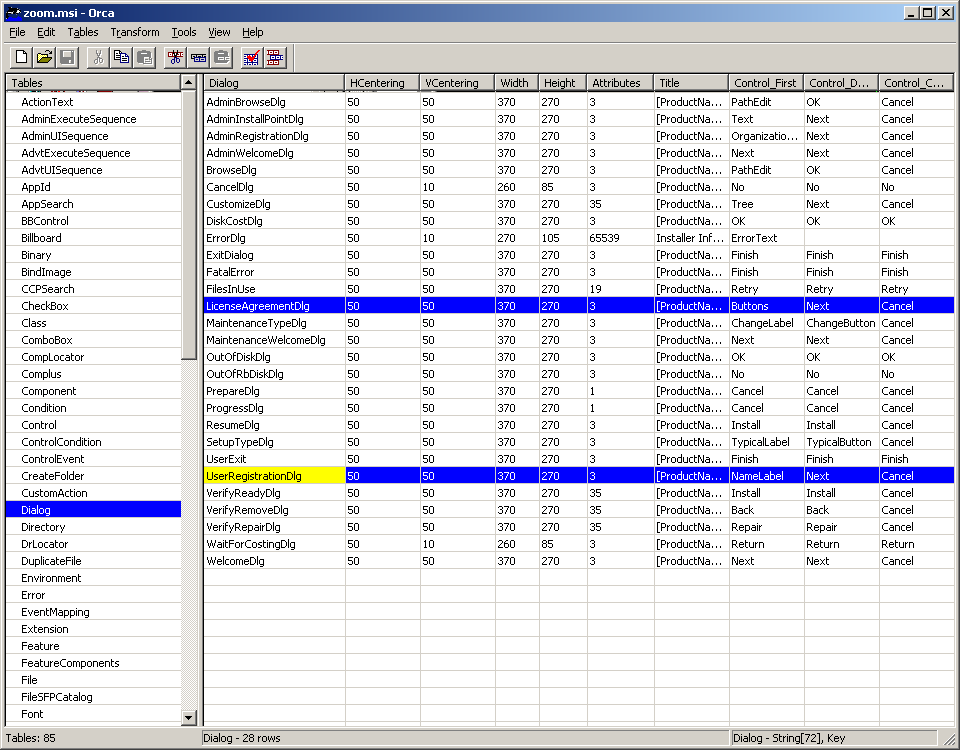 zoom.msi - Orca
File Edit Tables Transform Tools View Help
Tables
ActionText
AdminExecuteSequence
AdminUISequence
AdvtExecuteSequence
AdvtUISequence
AppId
AppSearch
BBControl
Billboard
Binary
BindImage
CCPSearch
CheckBox
Class
ComboBox
CompLocator
Complus
Component
Condition
Control
ControlCondition
ControlEvent
CreateFolder
CustomAction
Dialog
Directory
DrLocator
DuplicateFile
Environment
Error
EventMapping
Extension
Feature
FeatureComponents
File
FileSFPCatalog
Font
Dialog HCentering VCentering Width Height Attributes Title Control_First Control_D... Control_C...
AdminBrowseDlg 50 50 370 270 3 [ProductNa... PathEdit OK Cancel
AdminInstallPointDlg 50 50 370 270 3 [ProductNa... Text Next Cancel
AdminRegistrationDlg 50 50 370 270 3 [ProductNa... Organizatio... Next Cancel
AdminWelcomeDlg 50 50 370 270 3 [ProductNa... Next Next Cancel
BrowseDlg 50 50 370 270 3 [ProductNa... PathEdit OK Cancel
CancelDlg 50 10 260 85 3 [ProductNa... No No No
CustomizeDlg 50 50 370 270 35 [ProductNa... Tree Next Cancel
DiskCostDlg 50 50 370 270 3 [ProductNa... OK OK OK
ErrorDlg 50 10 270 105 65539 Installer Inf... ErrorText
ExitDialog 50 50 370 270 3 [ProductNa... Finish Finish Finish
FatalError 50 50 370 270 3 [ProductNa... Finish Finish Finish
FilesInUse 50 50 370 270 19 [ProductNa... Retry Retry Retry
LicenseAgreementDlg 50 50 370 270 3 [ProductNa... Buttons Next Cancel
MaintenanceTypeDlg 50 50 370 270 3 [ProductNa... ChangeLabel ChangeButton Cancel
MaintenanceWelcomeDlg 50 50 370 270 3 [ProductNa... Next Next Cancel
OutOfDiskDlg 50 50 370 270 3 [ProductNa... OK OK OK
OutOfRbDiskDlg 50 50 370 270 3 [ProductNa... No No No
PrepareDlg 50 50 370 270 1 [ProductNa... Cancel Cancel Cancel
ProgressDlg 50 50 370 270 1 [ProductNa... Cancel Cancel Cancel
ResumeDlg 50 50 370 270 3 [ProductNa... Install Install Cancel
SetupTypeDlg 50 50 370 270 3 [ProductNa... TypicalLabel TypicalButton Cancel
UserExit 50 50 370 270 3 [ProductNa... Finish Finish Finish
UserRegistrationDlg 50 50 370 270 3 [ProductNa... NameLabel Next Cancel
VerifyReadyDlg 50 50 370 270 35 [ProductNa... Install Install Cancel
VerifyRemoveDlg 50 50 370 270 35 [ProductNa... Back Back Cancel
VerifyRepairDlg 50 50 370 270 35 [ProductNa... Repair Repair Cancel
WaitForCostingDlg 50 10 260 85 3 [ProductNa... Return Return Return
WelcomeDlg 50 50 370 270 3 [ProductNa... Next Next Cancel
Tables: 85 Dialog - 28 rows Dialog - String[72], Key